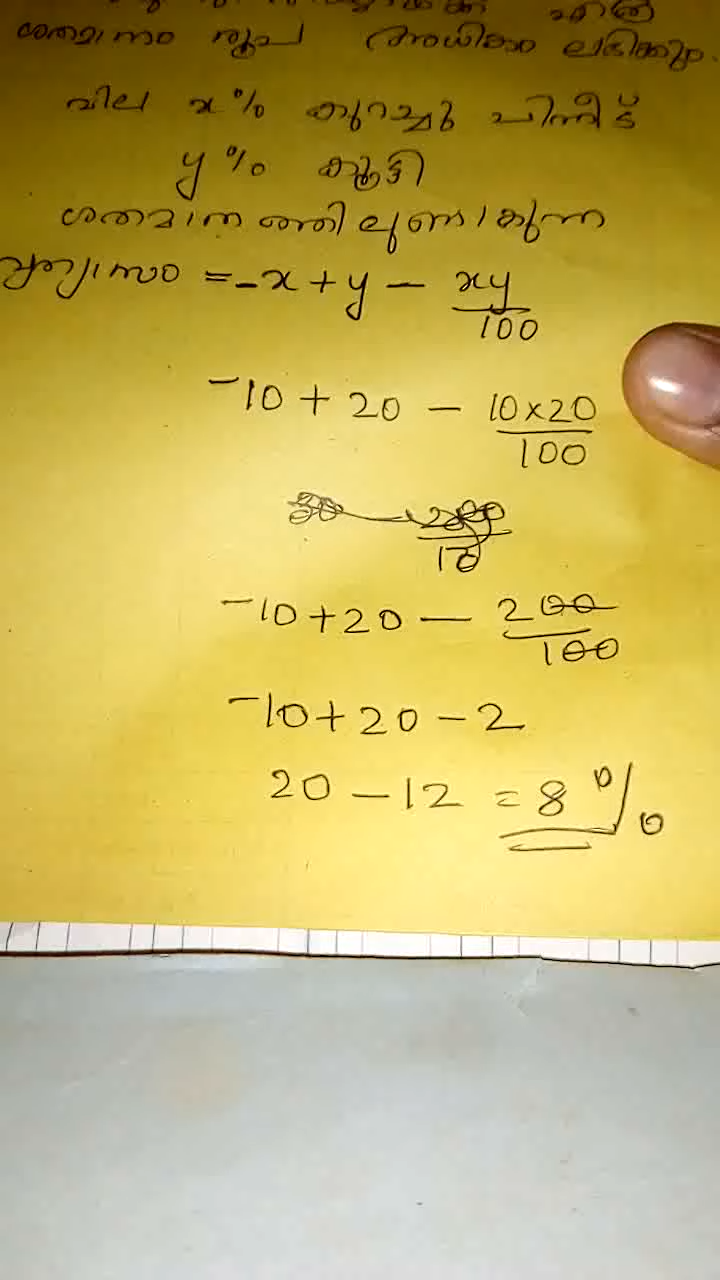 ശതമാനം രൂപ അധികം ലഭിക്കും.
വില x% കുറച്ചു പിന്നീട്
y% കൂട്ടി
ശതമാനത്തിലുണ്ടാകുന്ന
വ്യത്യാസം = -x + y - xy/100
-10 + 20 - 10×20/100
-10+20 - 200/100
-10+20-2
20-12 = 8%